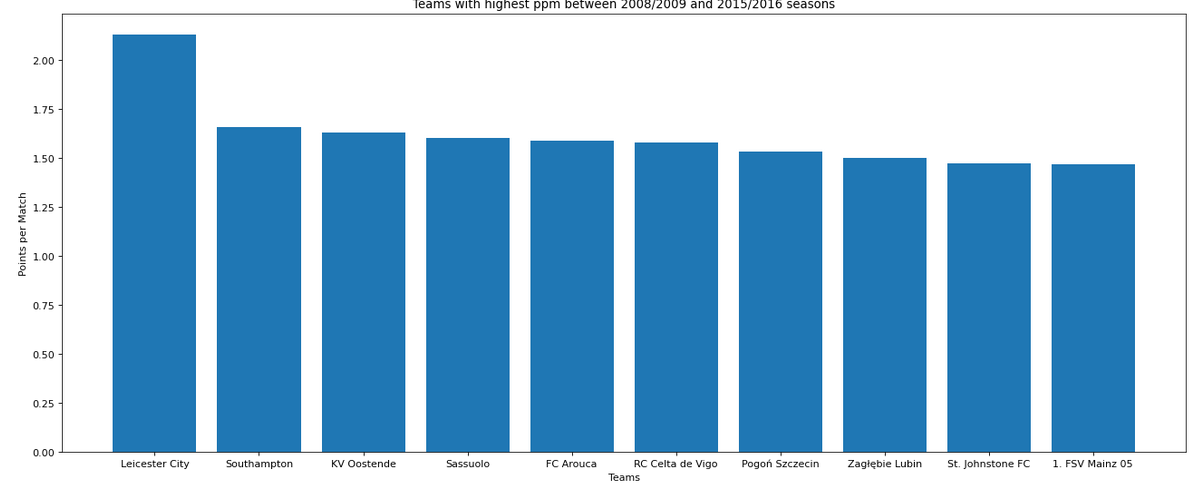 Teams with highest ppm between 2008/2009 and 2015/2016 seasons
2.00
1.75
1.50
1.25
1.00
0.75
0.50
0.25
0.00
Points per Match
Leicester City Southampton KV Oostende Sassuolo FC Arouca RC Celta de Vigo Pogoń Szczecin Zagłębie Lubin St. Johnstone FC 1. FSV Mainz 05
Teams